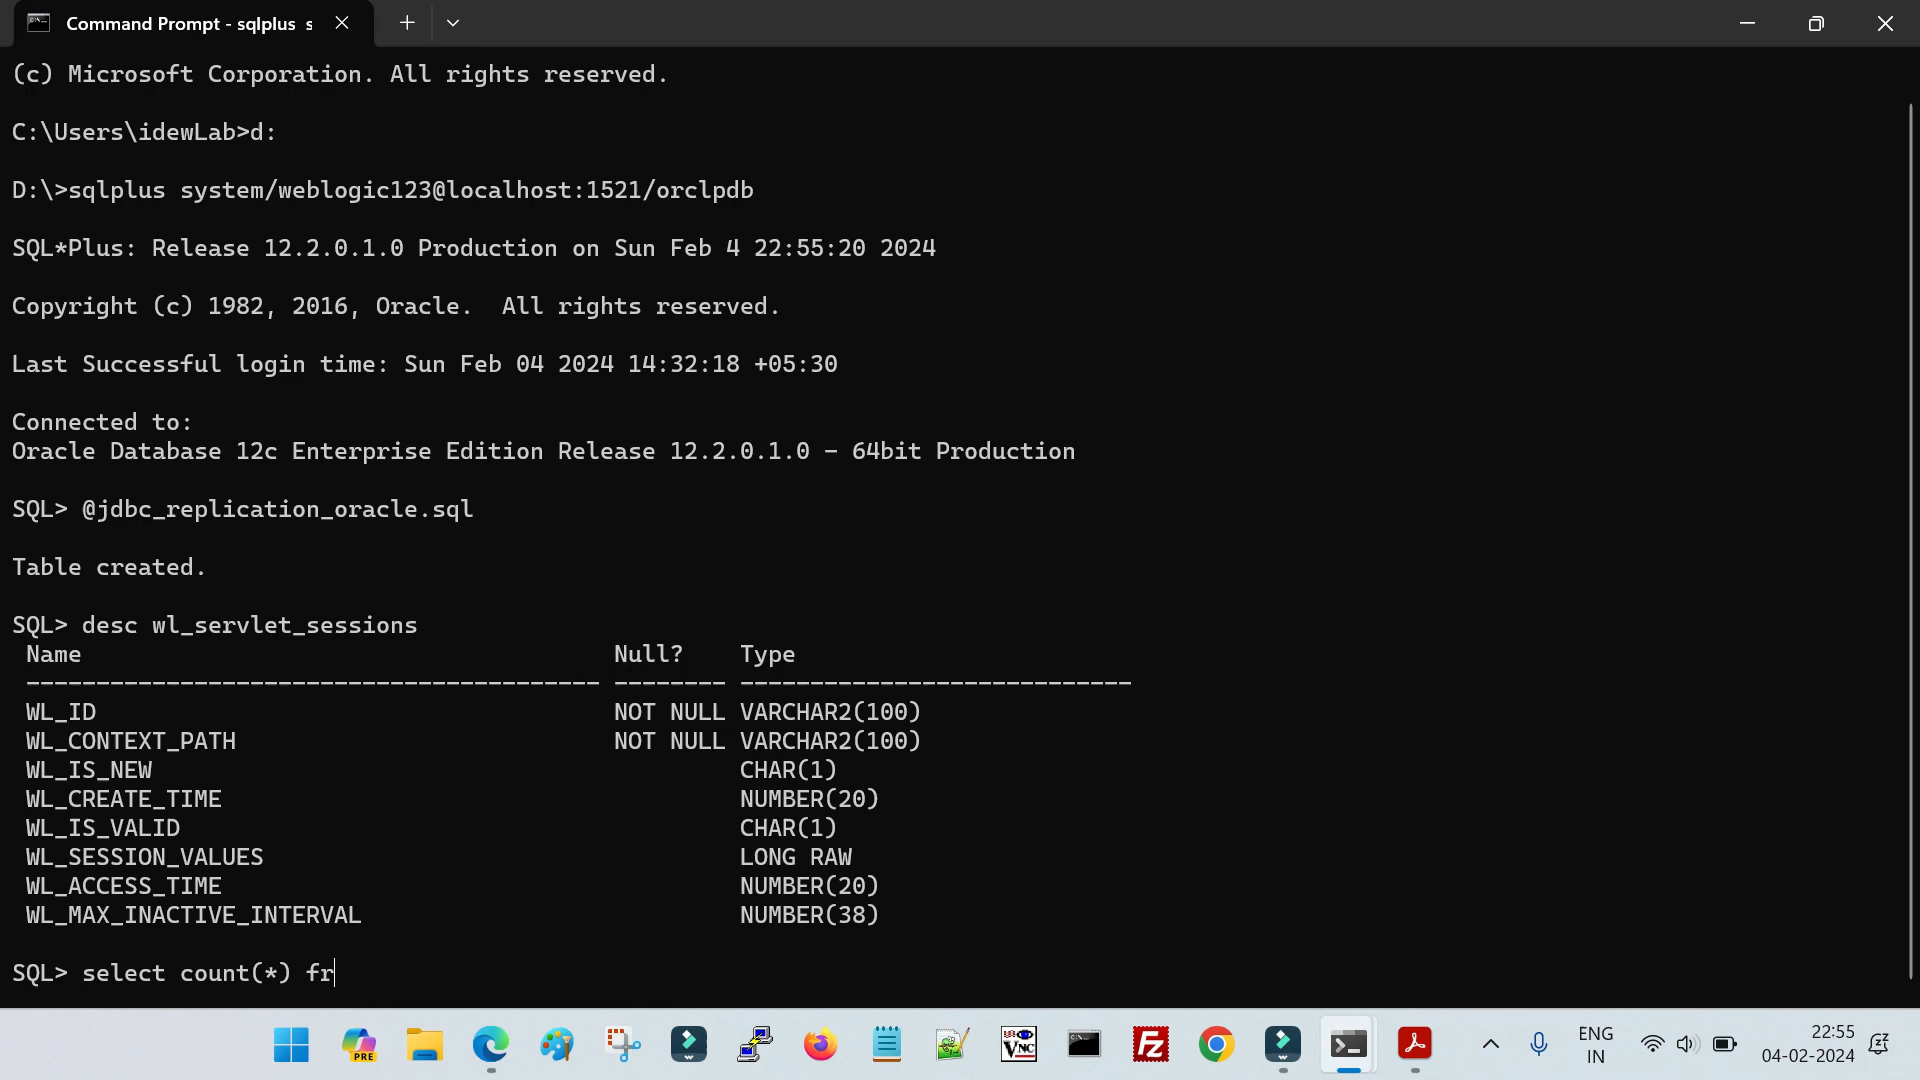 Command Prompt - sqlplus s
(c) Microsoft Corporation. All rights reserved.
C:\Users\idewLab>d:
D:\>sqlplus system/weblogic123@localhost:1521/orclpdb
SQL*Plus: Release 12.2.0.1.0 Production on Sun Feb 4 22:55:20 2024
Copyright (c) 1982, 2016, Oracle.  All rights reserved.
Last Successful login time: Sun Feb 04 2024 14:32:18 +05:30
Connected to:
Oracle Database 12c Enterprise Edition Release 12.2.0.1.0 - 64bit Production
SQL> @jdbc_replication_oracle.sql
Table created.
SQL> desc wl_servlet_sessions
Name Null? Type
----------------------------------------- -------- ----------------------------
WL_ID NOT NULL VARCHAR2(100)
WL_CONTEXT_PATH NOT NULL VARCHAR2(100)
WL_IS_NEW CHAR(1)
WL_CREATE_TIME NUMBER(20)
WL_IS_VALID CHAR(1)
WL_SESSION_VALUES LONG RAW
WL_ACCESS_TIME NUMBER(20)
WL_MAX_INACTIVE_INTERVAL NUMBER(38)
SQL> select count(*) fr
PRE
VNC
FZ
ENG
IN
22:55
04-02-2024